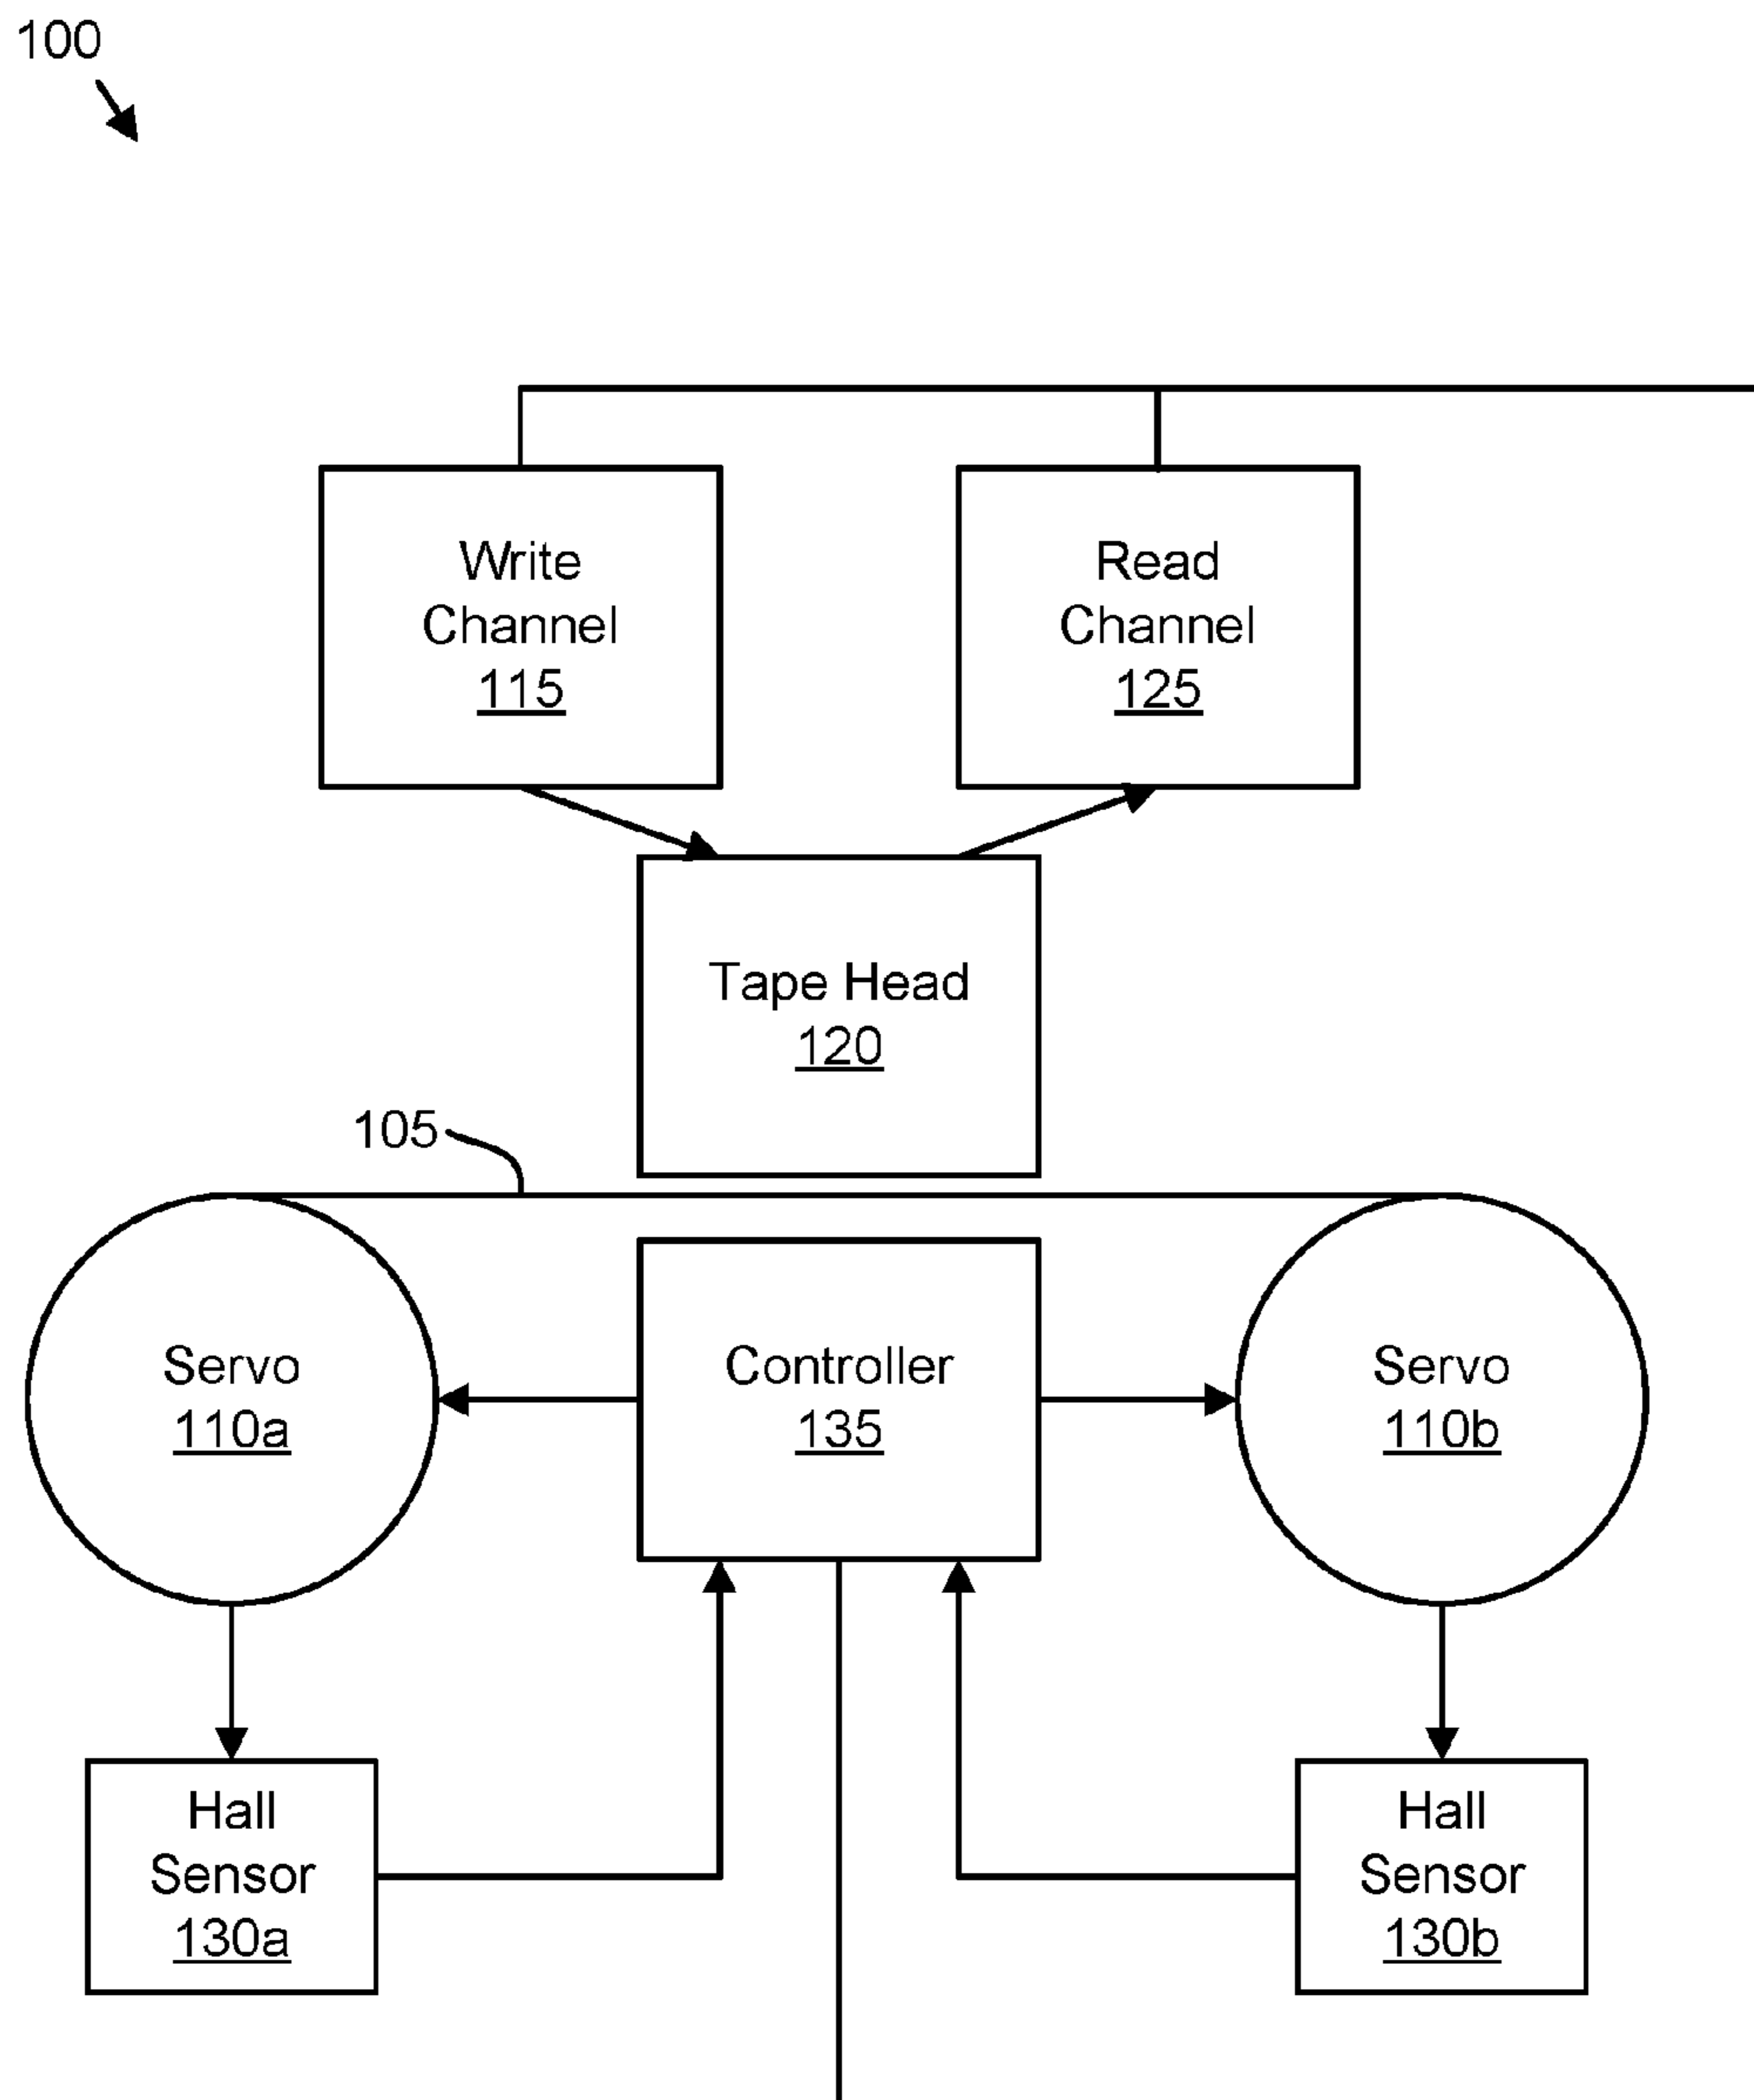 100
Write
Channel
115
Read
Channel
125
Tape Head
120
105
Servo
110a
Controller
135
Servo
110b
Hall
Sensor
130a
Hall
Sensor
130b